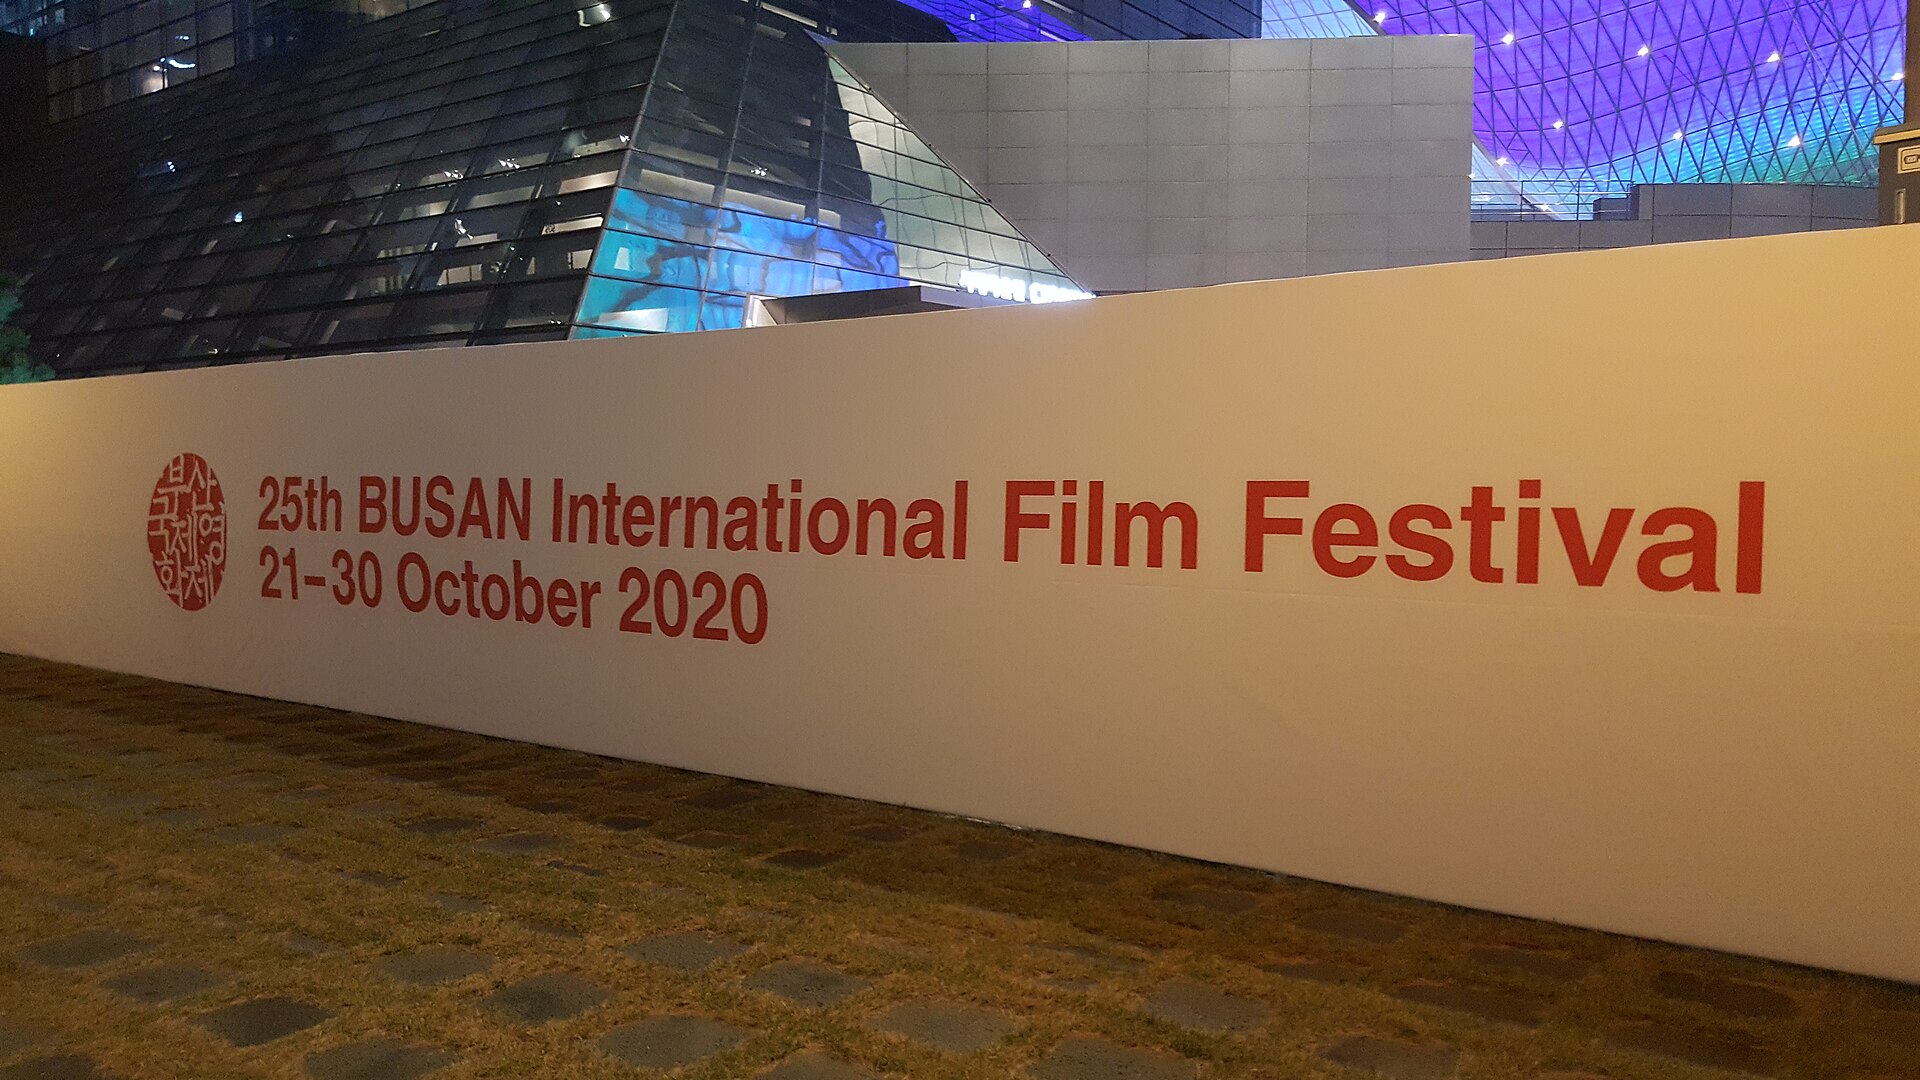 부산
국제영
화제
25th BUSAN International Film Festival
21–30 October 2020